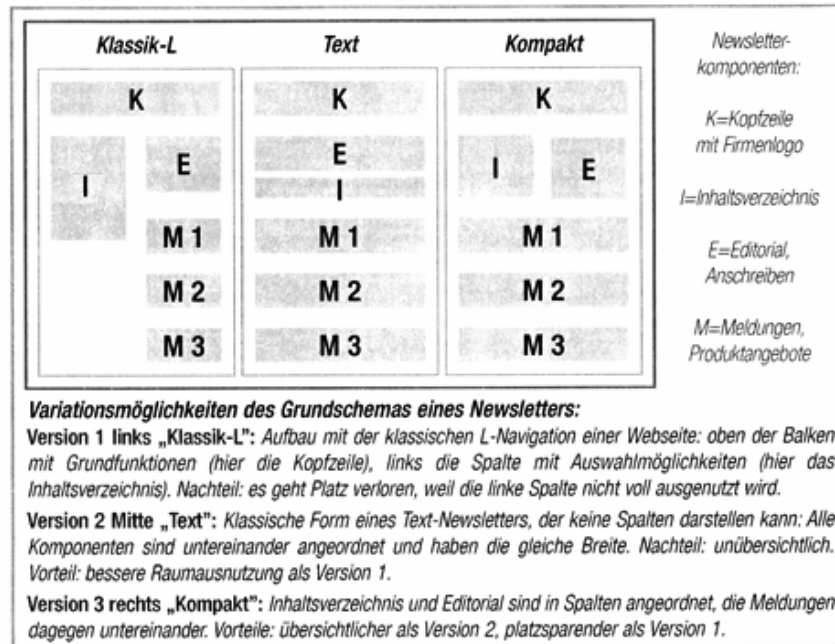 Klassik-L Text Kompakt
K K K
I E E I I E
M 1 M 1 M 1
M 2 M 2 M 2
M 3 M 3 M 3
Newsletter-
komponenten:
K=Kopfzeile
mit Firmenlogo
I=Inhaltsverzeichnis
E=Editorial,
Anschreiben
M=Meldungen,
Produktangebote
Variationsmöglichkeiten des Grundschemas eines Newsletters:
Version 1 links „Klassik-L”: Aufbau mit der klassischen L-Navigation einer Webseite: oben der Balken
mit Grundfunktionen (hier die Kopfzeile), links die Spalte mit Auswahlmöglichkeiten (hier das
Inhaltsverzeichnis). Nachteil: es geht Platz verloren, weil die linke Spalte nicht voll ausgenutzt wird.
Version 2 Mitte „Text”: Klassische Form eines Text-Newsletters, der keine Spalten darstellen kann: Alle
Komponenten sind untereinander angeordnet und haben die gleiche Breite. Nachteil: unübersichtlich.
Vorteil: bessere Raumausnutzung als Version 1.
Version 3 rechts „Kompakt”: Inhaltsverzeichnis und Editorial sind in Spalten angeordnet, die Meldungen
dagegen untereinander. Vorteile: übersichtlicher als Version 2, platzsparender als Version 1.